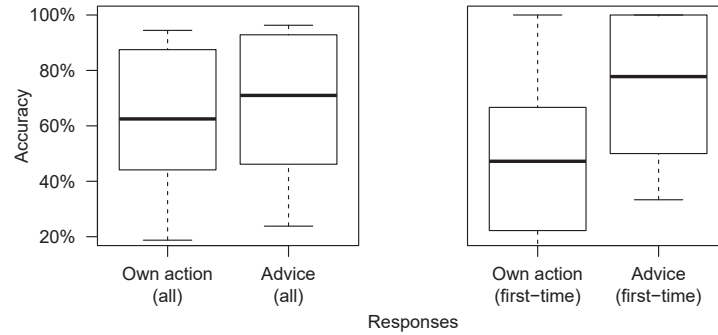 100%
80%
60%
40%
20%
Accuracy
Own action
(all)
Advice
(all)
Own action
(first−time)
Advice
(first−time)
Responses